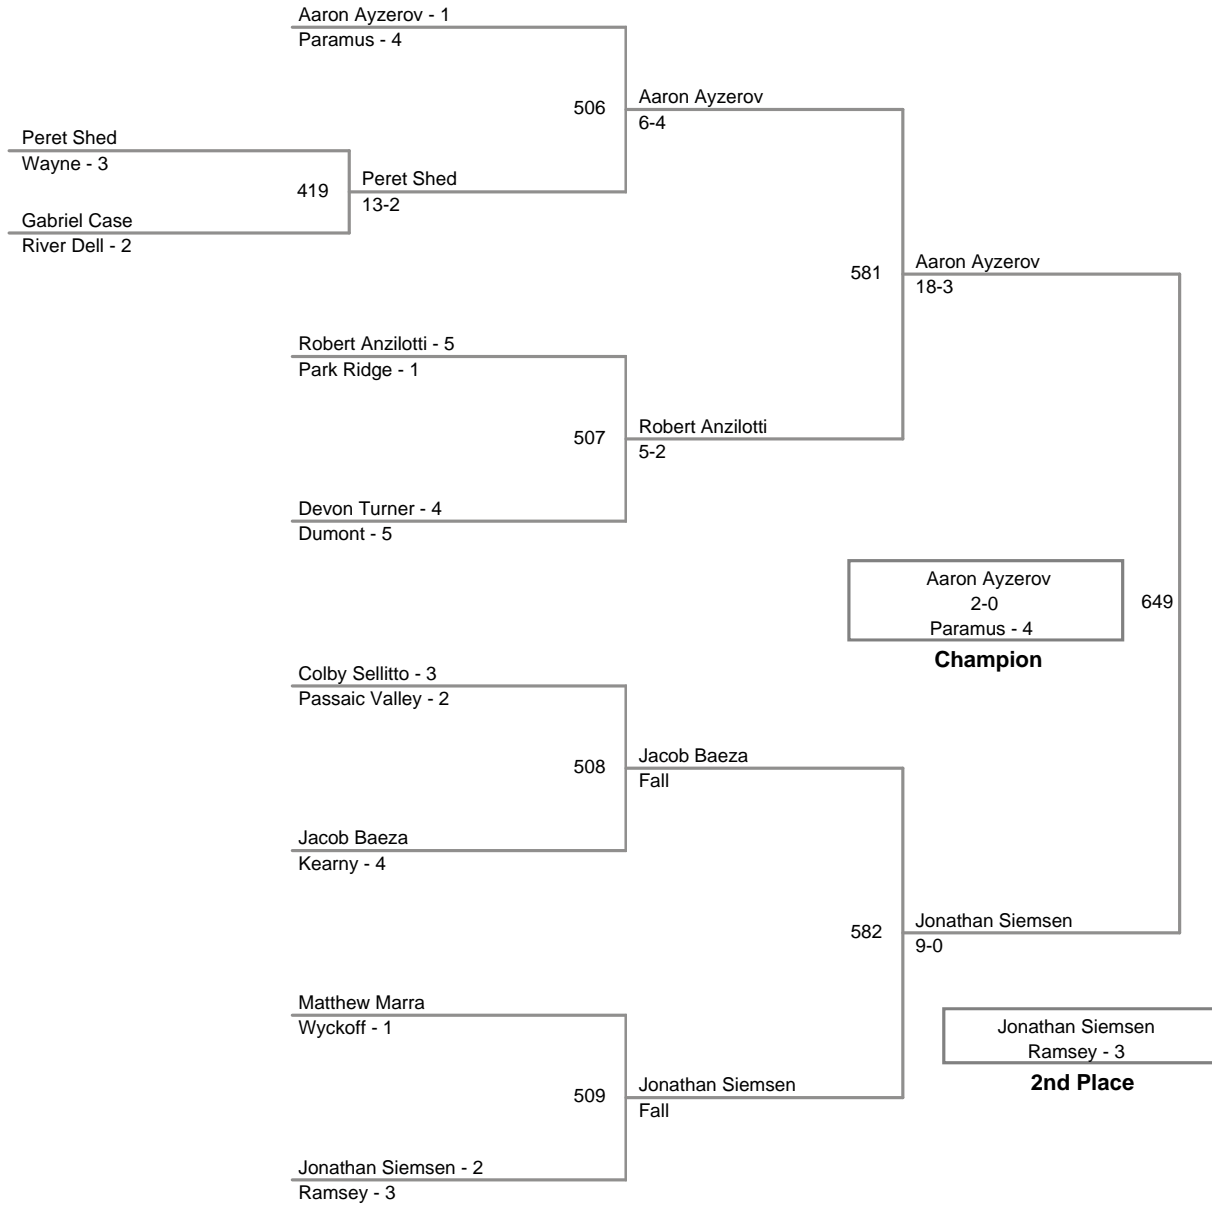 Aaron Ayzerov - 1
Paramus - 4
506
Aaron Ayzerov
6-4
Peret Shed
Wayne - 3
419
Peret Shed
13-2
Gabriel Case
River Dell - 2
581
Aaron Ayzerov
18-3
Robert Anzilotti - 5
Park Ridge - 1
507
Robert Anzilotti
5-2
Devon Turner - 4
Dumont - 5
Aaron Ayzerov
2-0
Paramus - 4
Champion
649
Colby Sellitto - 3
Passaic Valley - 2
508
Jacob Baeza
Fall
Jacob Baeza
Kearny - 4
582
Jonathan Siemsen
9-0
Matthew Marra
Wyckoff - 1
509
Jonathan Siemsen
Fall
Jonathan Siemsen
Ramsey - 3
2nd Place
Jonathan Siemsen - 2
Ramsey - 3